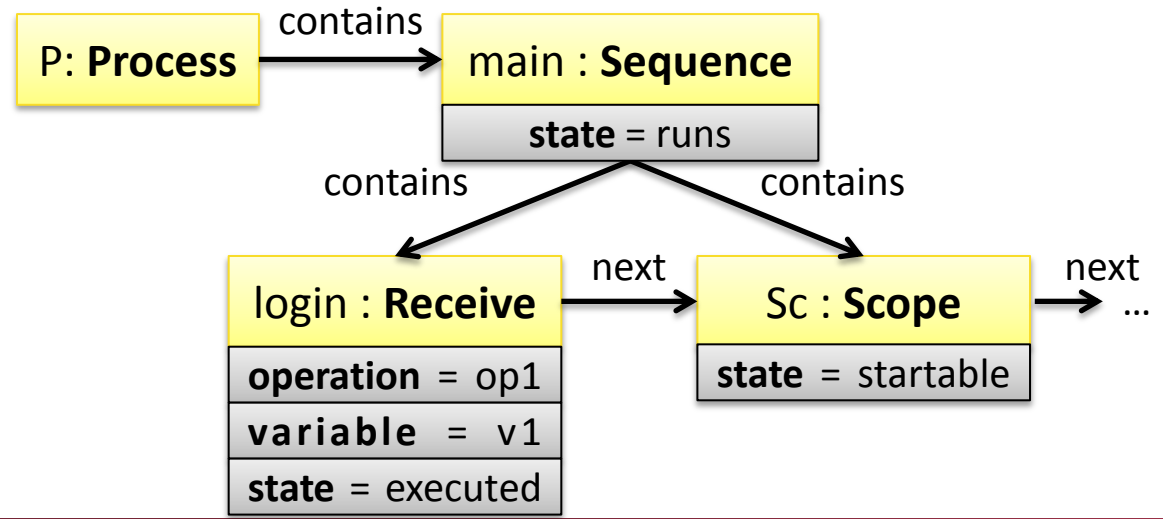 contains
P: Process
main : Sequence
state = runs
contains
contains
login : Receive
next
Sc : Scope
next
...
operation = op1
state = startable
variable = v1
state = executed